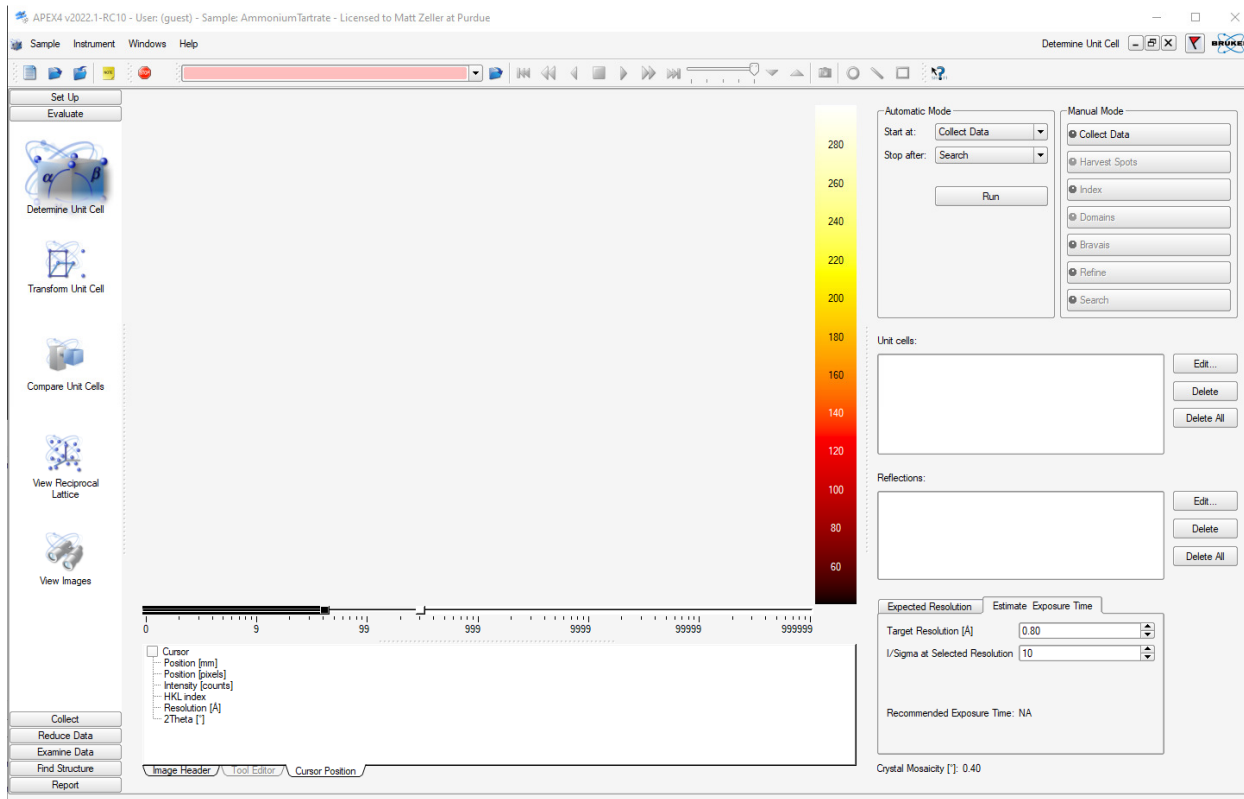 APEX4 v2022.1-RC10 - User: (guest) - Sample: AmmoniumTartrate - Licensed to Matt Zeller at Purdue
Sample Instrument Windows Help Determine Unit Cell
STOP
Set Up
Evaluate
α β
Determine Unit Cell
Transform Unit Cell
Compare Unit Cells
View Reciprocal
Lattice
View Images
Collect
Reduce Data
Examine Data
Find Structure
Report
280
260
240
220
200
180
160
140
120
100
80
60
0 9 99 999 9999 99999 999999
Cursor
Position [mm]
Position [pixels]
Intensity [counts]
HKL index
Resolution [Å]
2Theta [°]
Image Header Tool Editor Cursor Position
Automatic Mode
Start at: Collect Data
Stop after: Search
Run
Manual Mode
Collect Data
Harvest Spots
Index
Domains
Bravais
Refine
Search
Unit cells:
Edit...
Delete
Delete All
Reflections:
Edit...
Delete
Delete All
Expected Resolution Estimate Exposure Time
Target Resolution [Å] 0.80
I/Sigma at Selected Resolution 10
Recommended Exposure Time: NA
Crystal Mosaicity [°]: 0.40